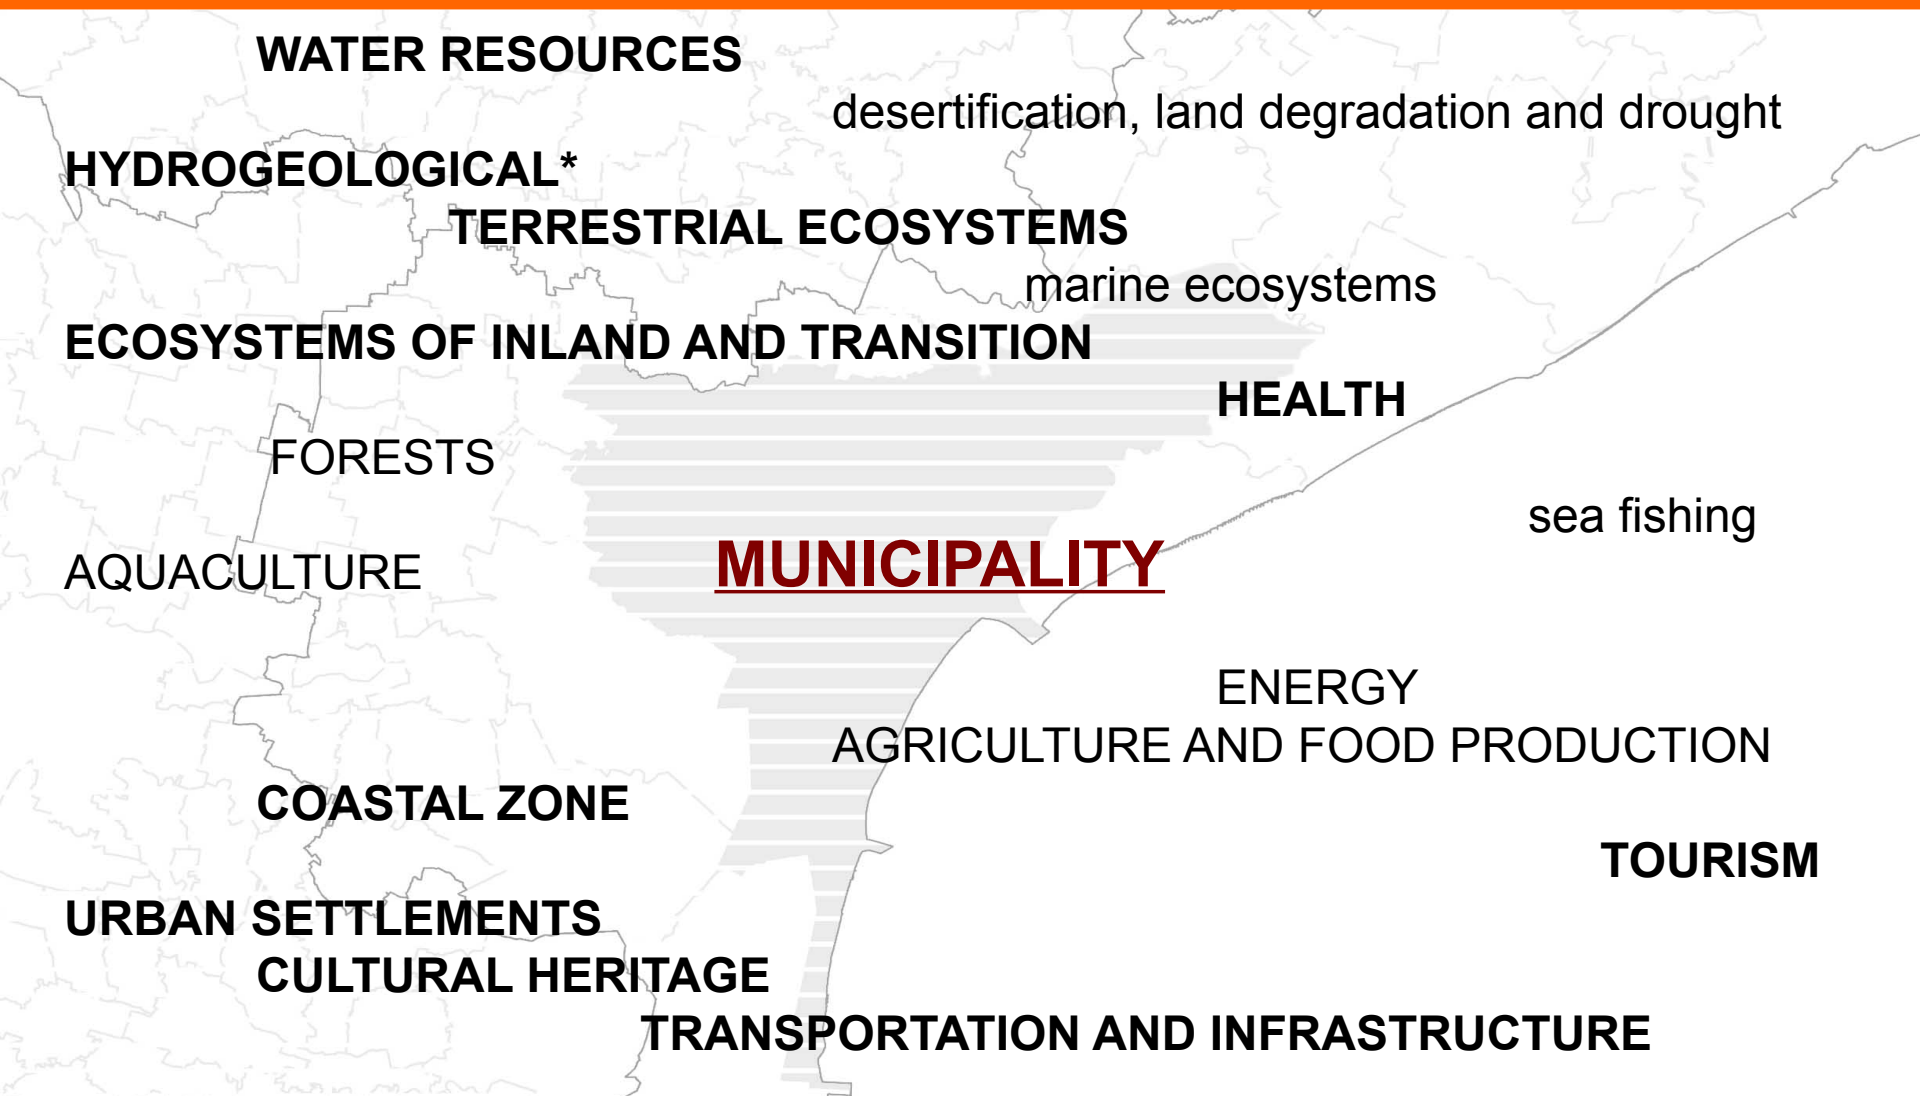 WATER RESOURCES
desertification, land degradation and drought
HYDROGEOLOGICAL*
TERRESTRIAL ECOSYSTEMS
marine ecosystems
ECOSYSTEMS OF INLAND AND TRANSITION
HEALTH
FORESTS
sea fishing
AQUACULTURE
MUNICIPALITY
ENERGY
AGRICULTURE AND FOOD PRODUCTION
COASTAL ZONE
TOURISM
URBAN SETTLEMENTS
CULTURAL HERITAGE
TRANSPORTATION AND INFRASTRUCTURE